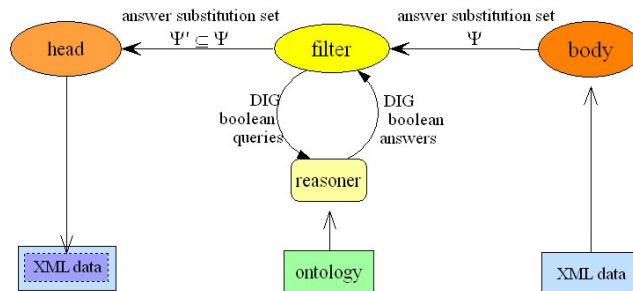 answer substitution set
answer substitution set
head
Ψ' ⊆ Ψ
filter
Ψ
body
DIG
boolean
queries
DIG
boolean
answers
reasoner
XML data
ontology
XML data